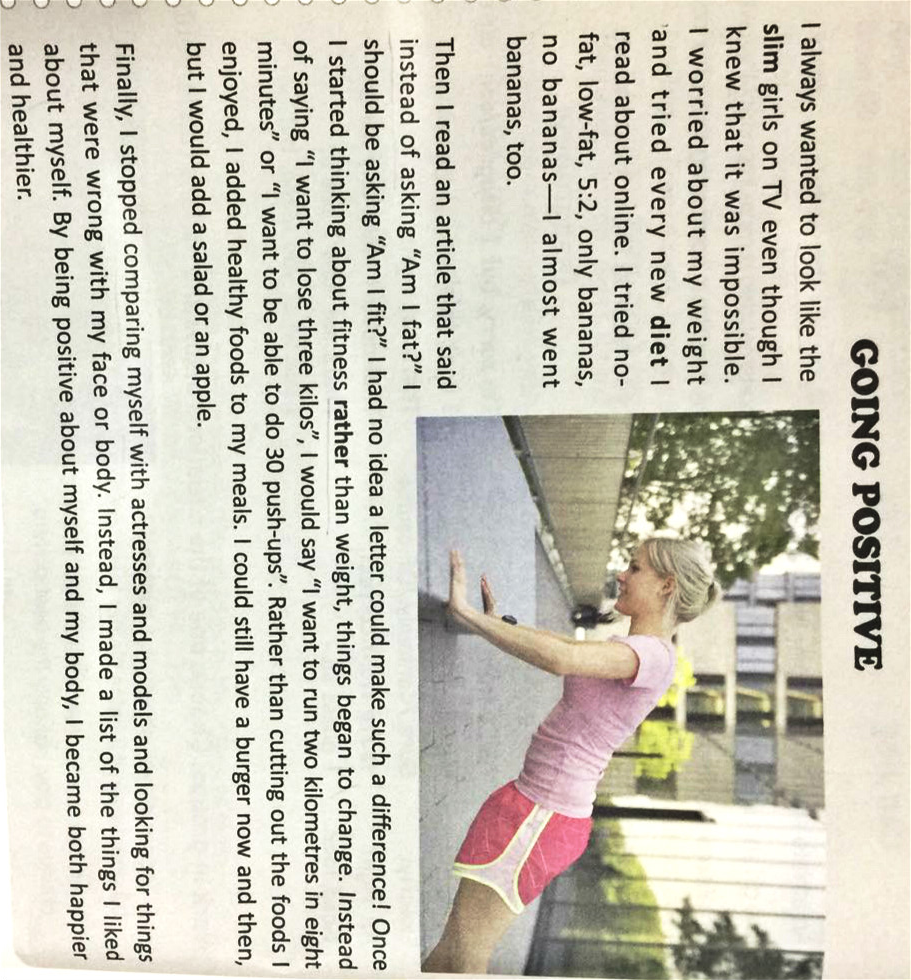 GOING POSITIVE
I always wanted to look like the
slim girls on TV even though I
knew that it was impossible.
I worried about my weight
and tried every new diet I
read about online. I tried no-
fat, low-fat, 5:2, only bananas,
no bananas—I almost went
bananas, too.
Then I read an article that said
instead of asking "Am I fat?" I
should be asking "Am I fit?" I had no idea a letter could make such a difference! Once
I started thinking about fitness rather than weight, things began to change. Instead
of saying "I want to lose three kilos", I would say "I want to run two kilometres in eight
minutes" or "I want to be able to do 30 push-ups". Rather than cutting out the foods I
enjoyed, I added healthy foods to my meals. I could still have a burger now and then,
but I would add a salad or an apple.
Finally, I stopped comparing myself with actresses and models and looking for things
that were wrong with my face or body. Instead, I made a list of the things I liked
about myself. By being positive about myself and my body, I became both happier
and healthier.